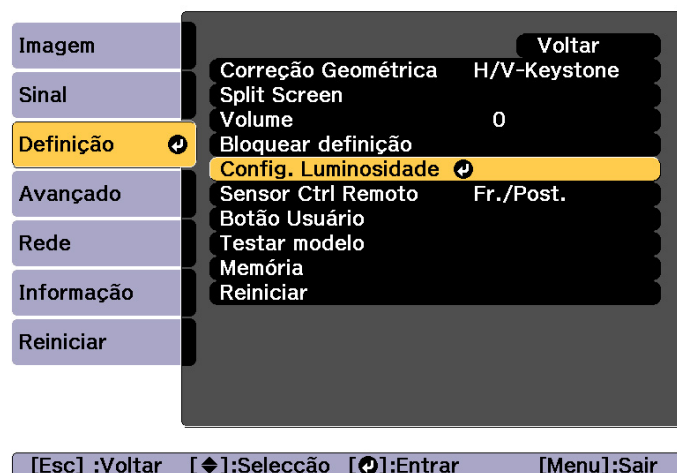 Imagem
Sinal
Definição
Avançado
Rede
Informação
Reiniciar
Voltar
Correção Geométrica H/V-Keystone
Split Screen
Volume 0
Bloquear definição
Config. Luminosidade
Sensor Ctrl Remoto Fr./Post.
Botão Usuário
Testar modelo
Memória
Reiniciar
[Esc] :Voltar [◆]:Selecção [↵]:Entrar [Menu]:Sair